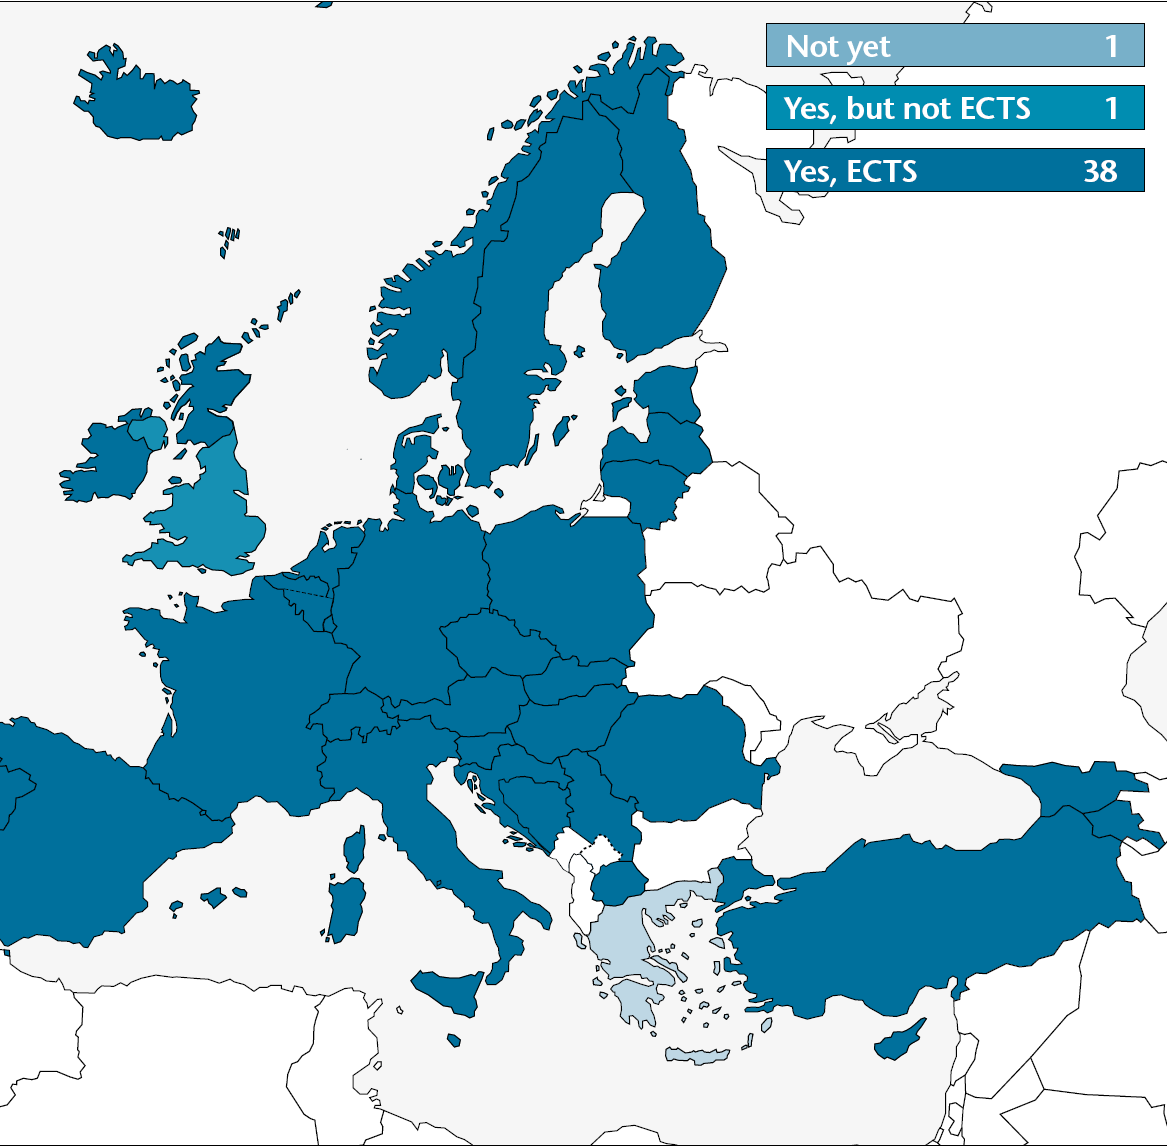 Not yet 1
Yes, but not ECTS 1
Yes, ECTS 38